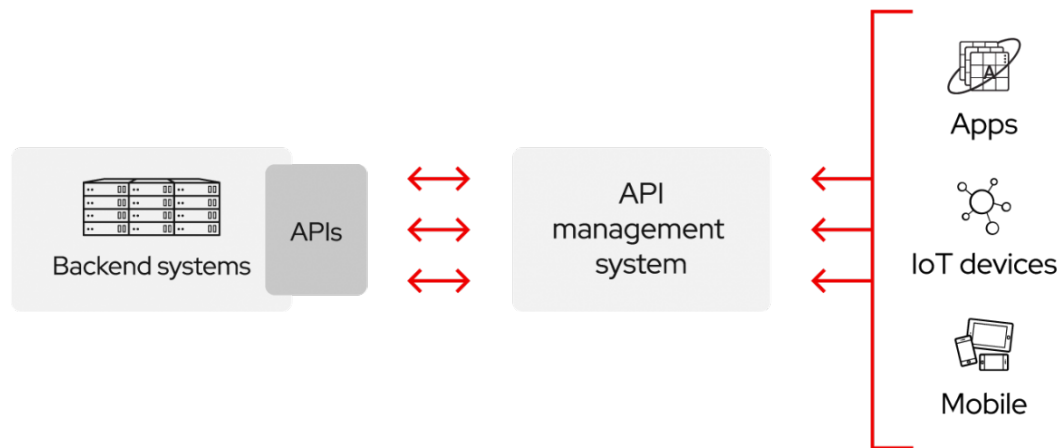 Backend systems
APIs
API
management
system
A
Apps
IoT devices
Mobile